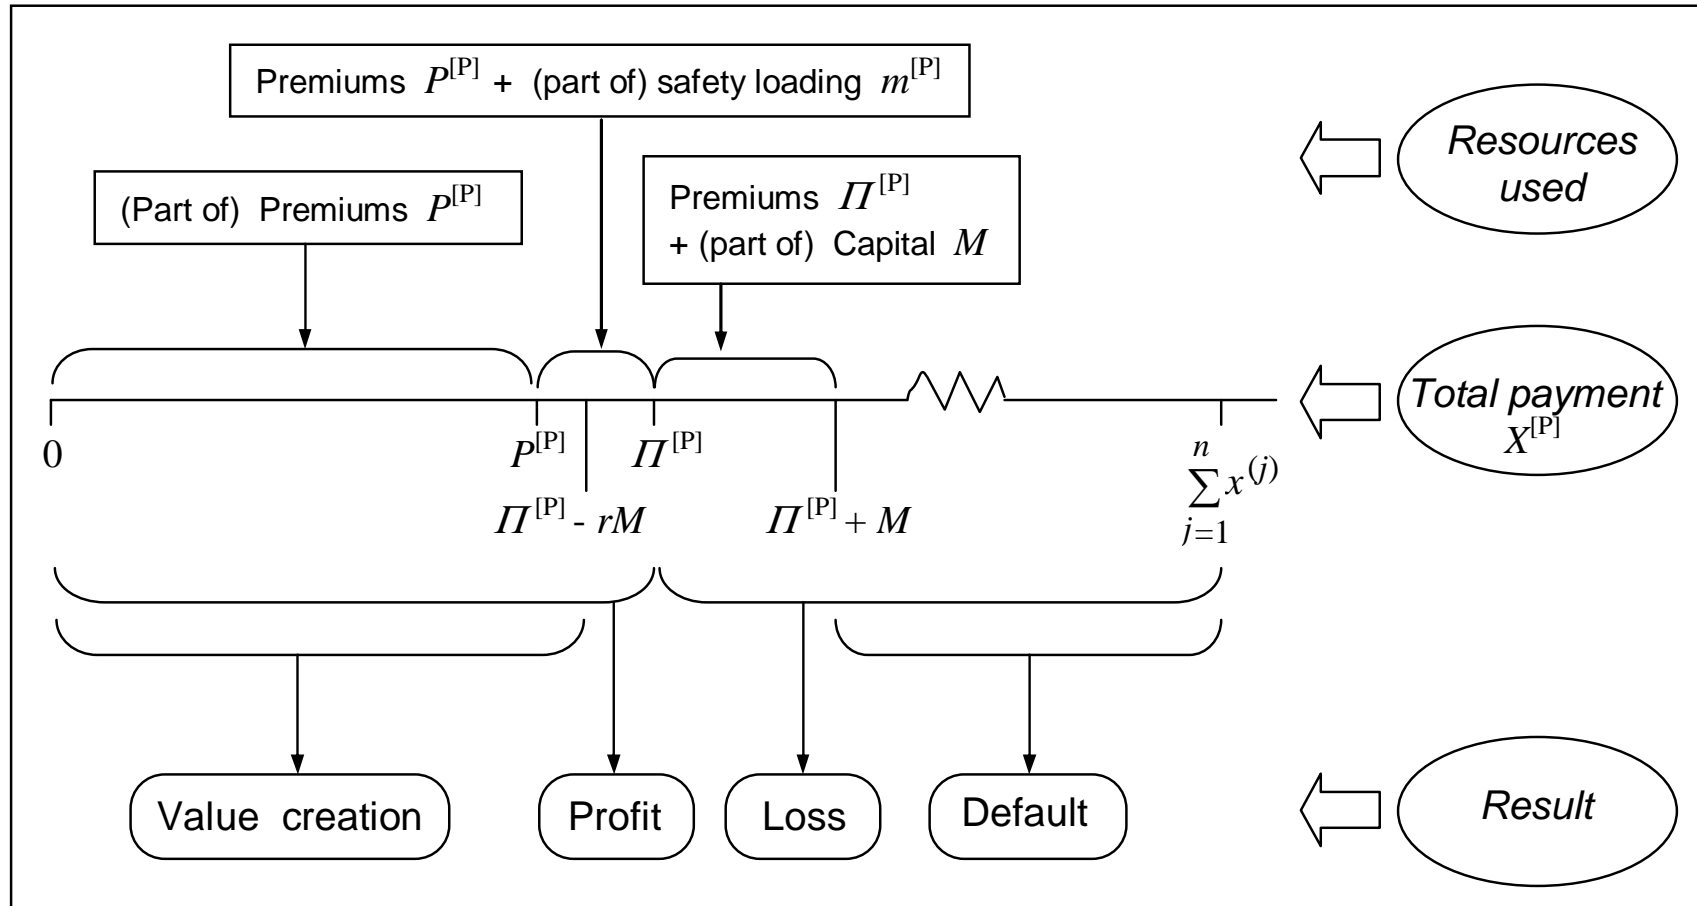 Premiums P^[P] + (part of) safety loading m^[P]
Resources
used
(Part of) Premiums P^[P]
Premiums Π^[P]
+ (part of) Capital M
Total payment
X^[P]
0
P^[P]
Π^[P]
Π^[P] - rM
Π^[P] + M
n
∑ x^(j)
j=1
Value creation
Profit
Loss
Default
Result